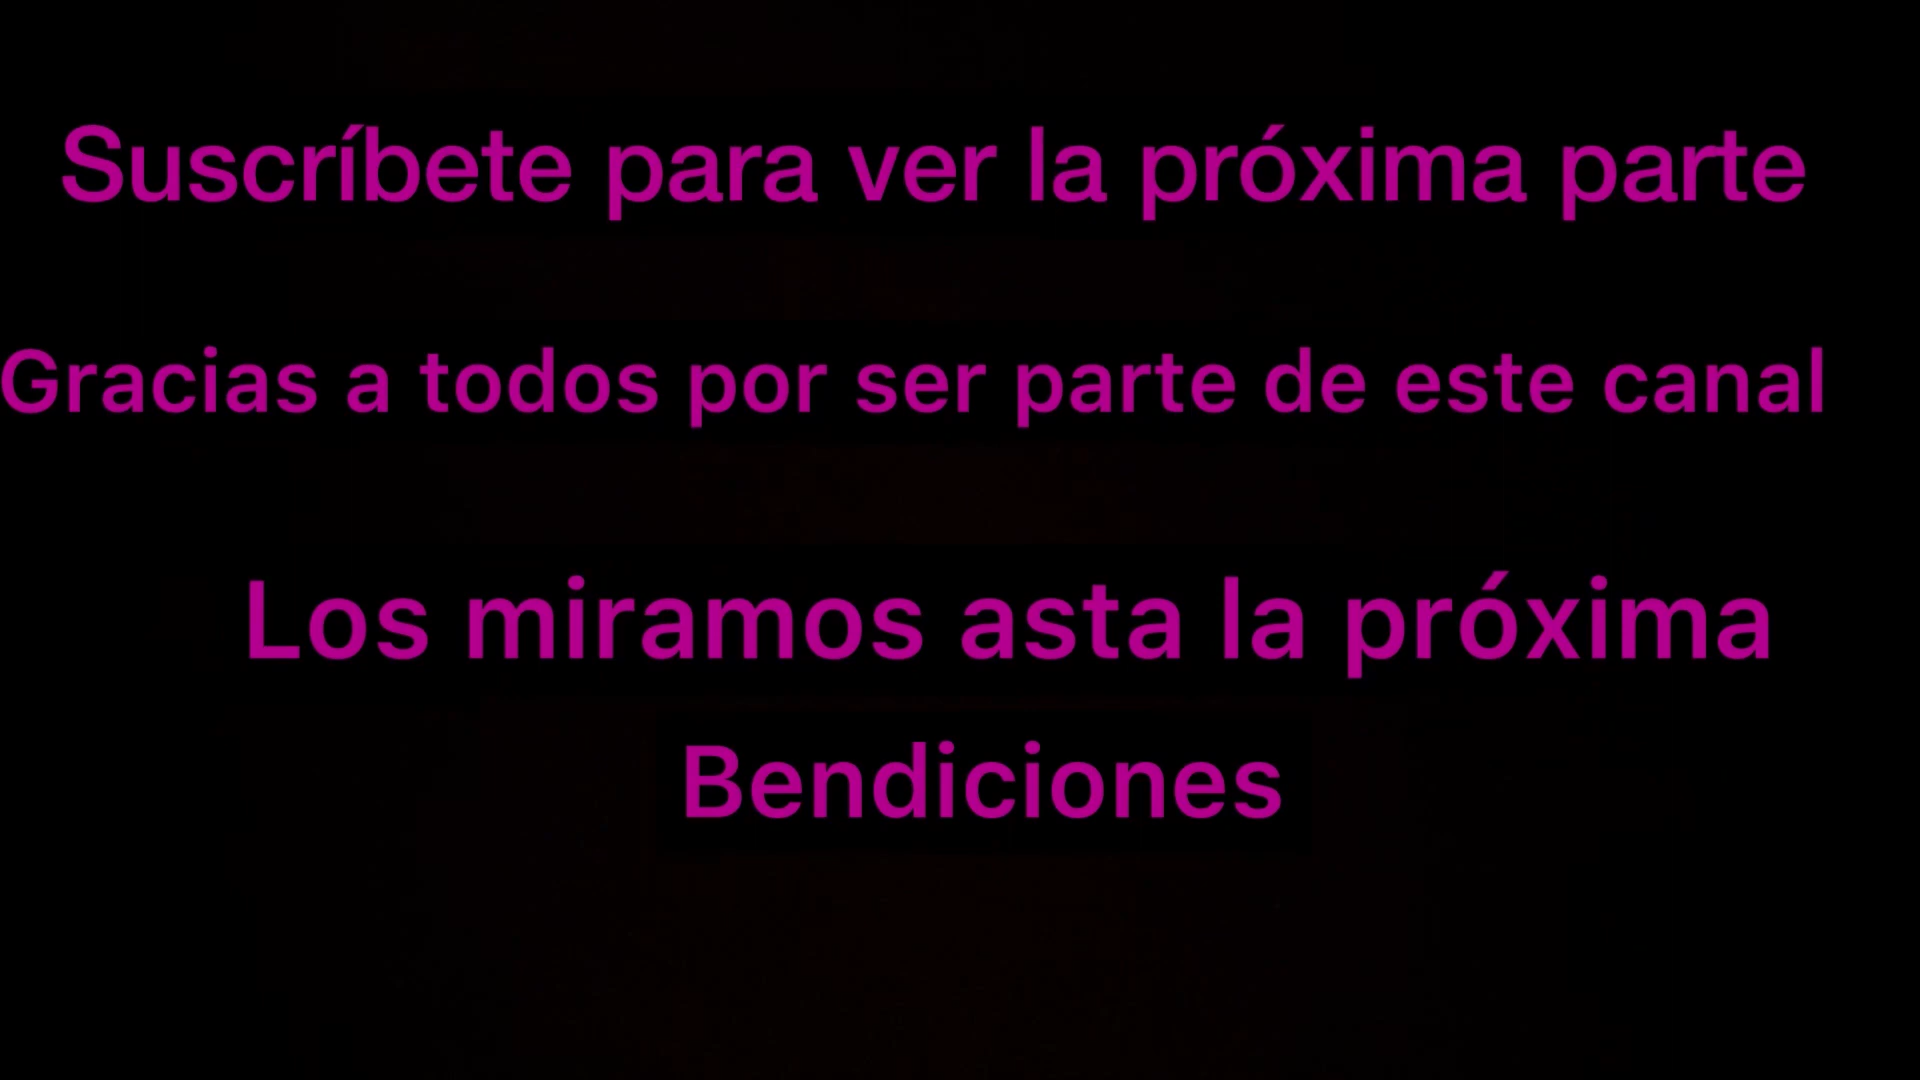 Suscríbete para ver la próxima parte
Gracias a todos por ser parte de este canal
Los miramos asta la próxima
Bendiciones